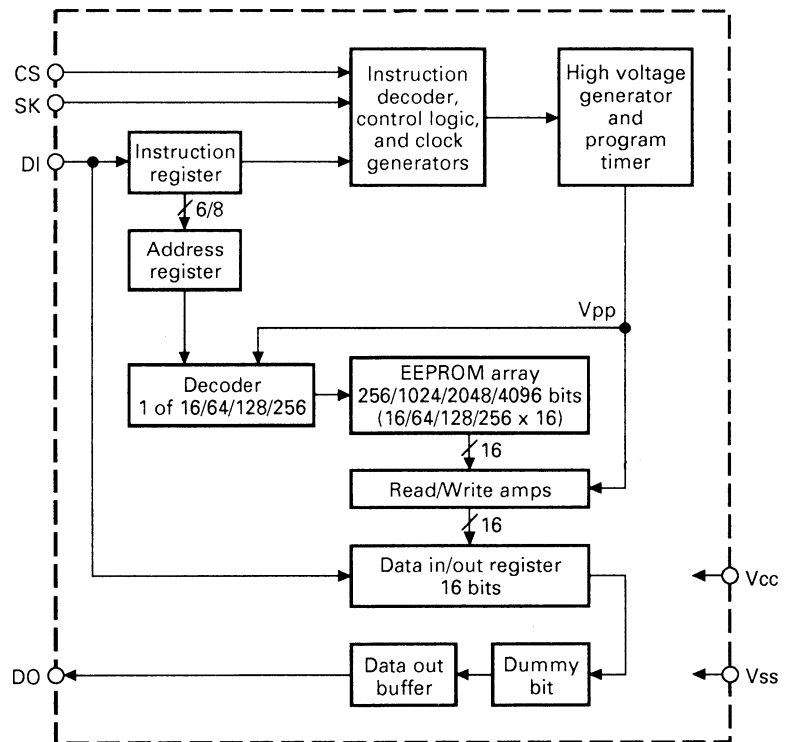 CS
SK
DI
Instruction
decoder,
control logic,
and clock
generators
High voltage
generator
and
program
timer
Instruction
register
6/8
Address
register
Vpp
Decoder
1 of 16/64/128/256
EEPROM array
256/1024/2048/4096 bits
(16/64/128/256 x 16)
16
Read/Write amps
16
Data in/out register
16 bits
Vcc
DO
Data out
buffer
Dummy
bit
Vss